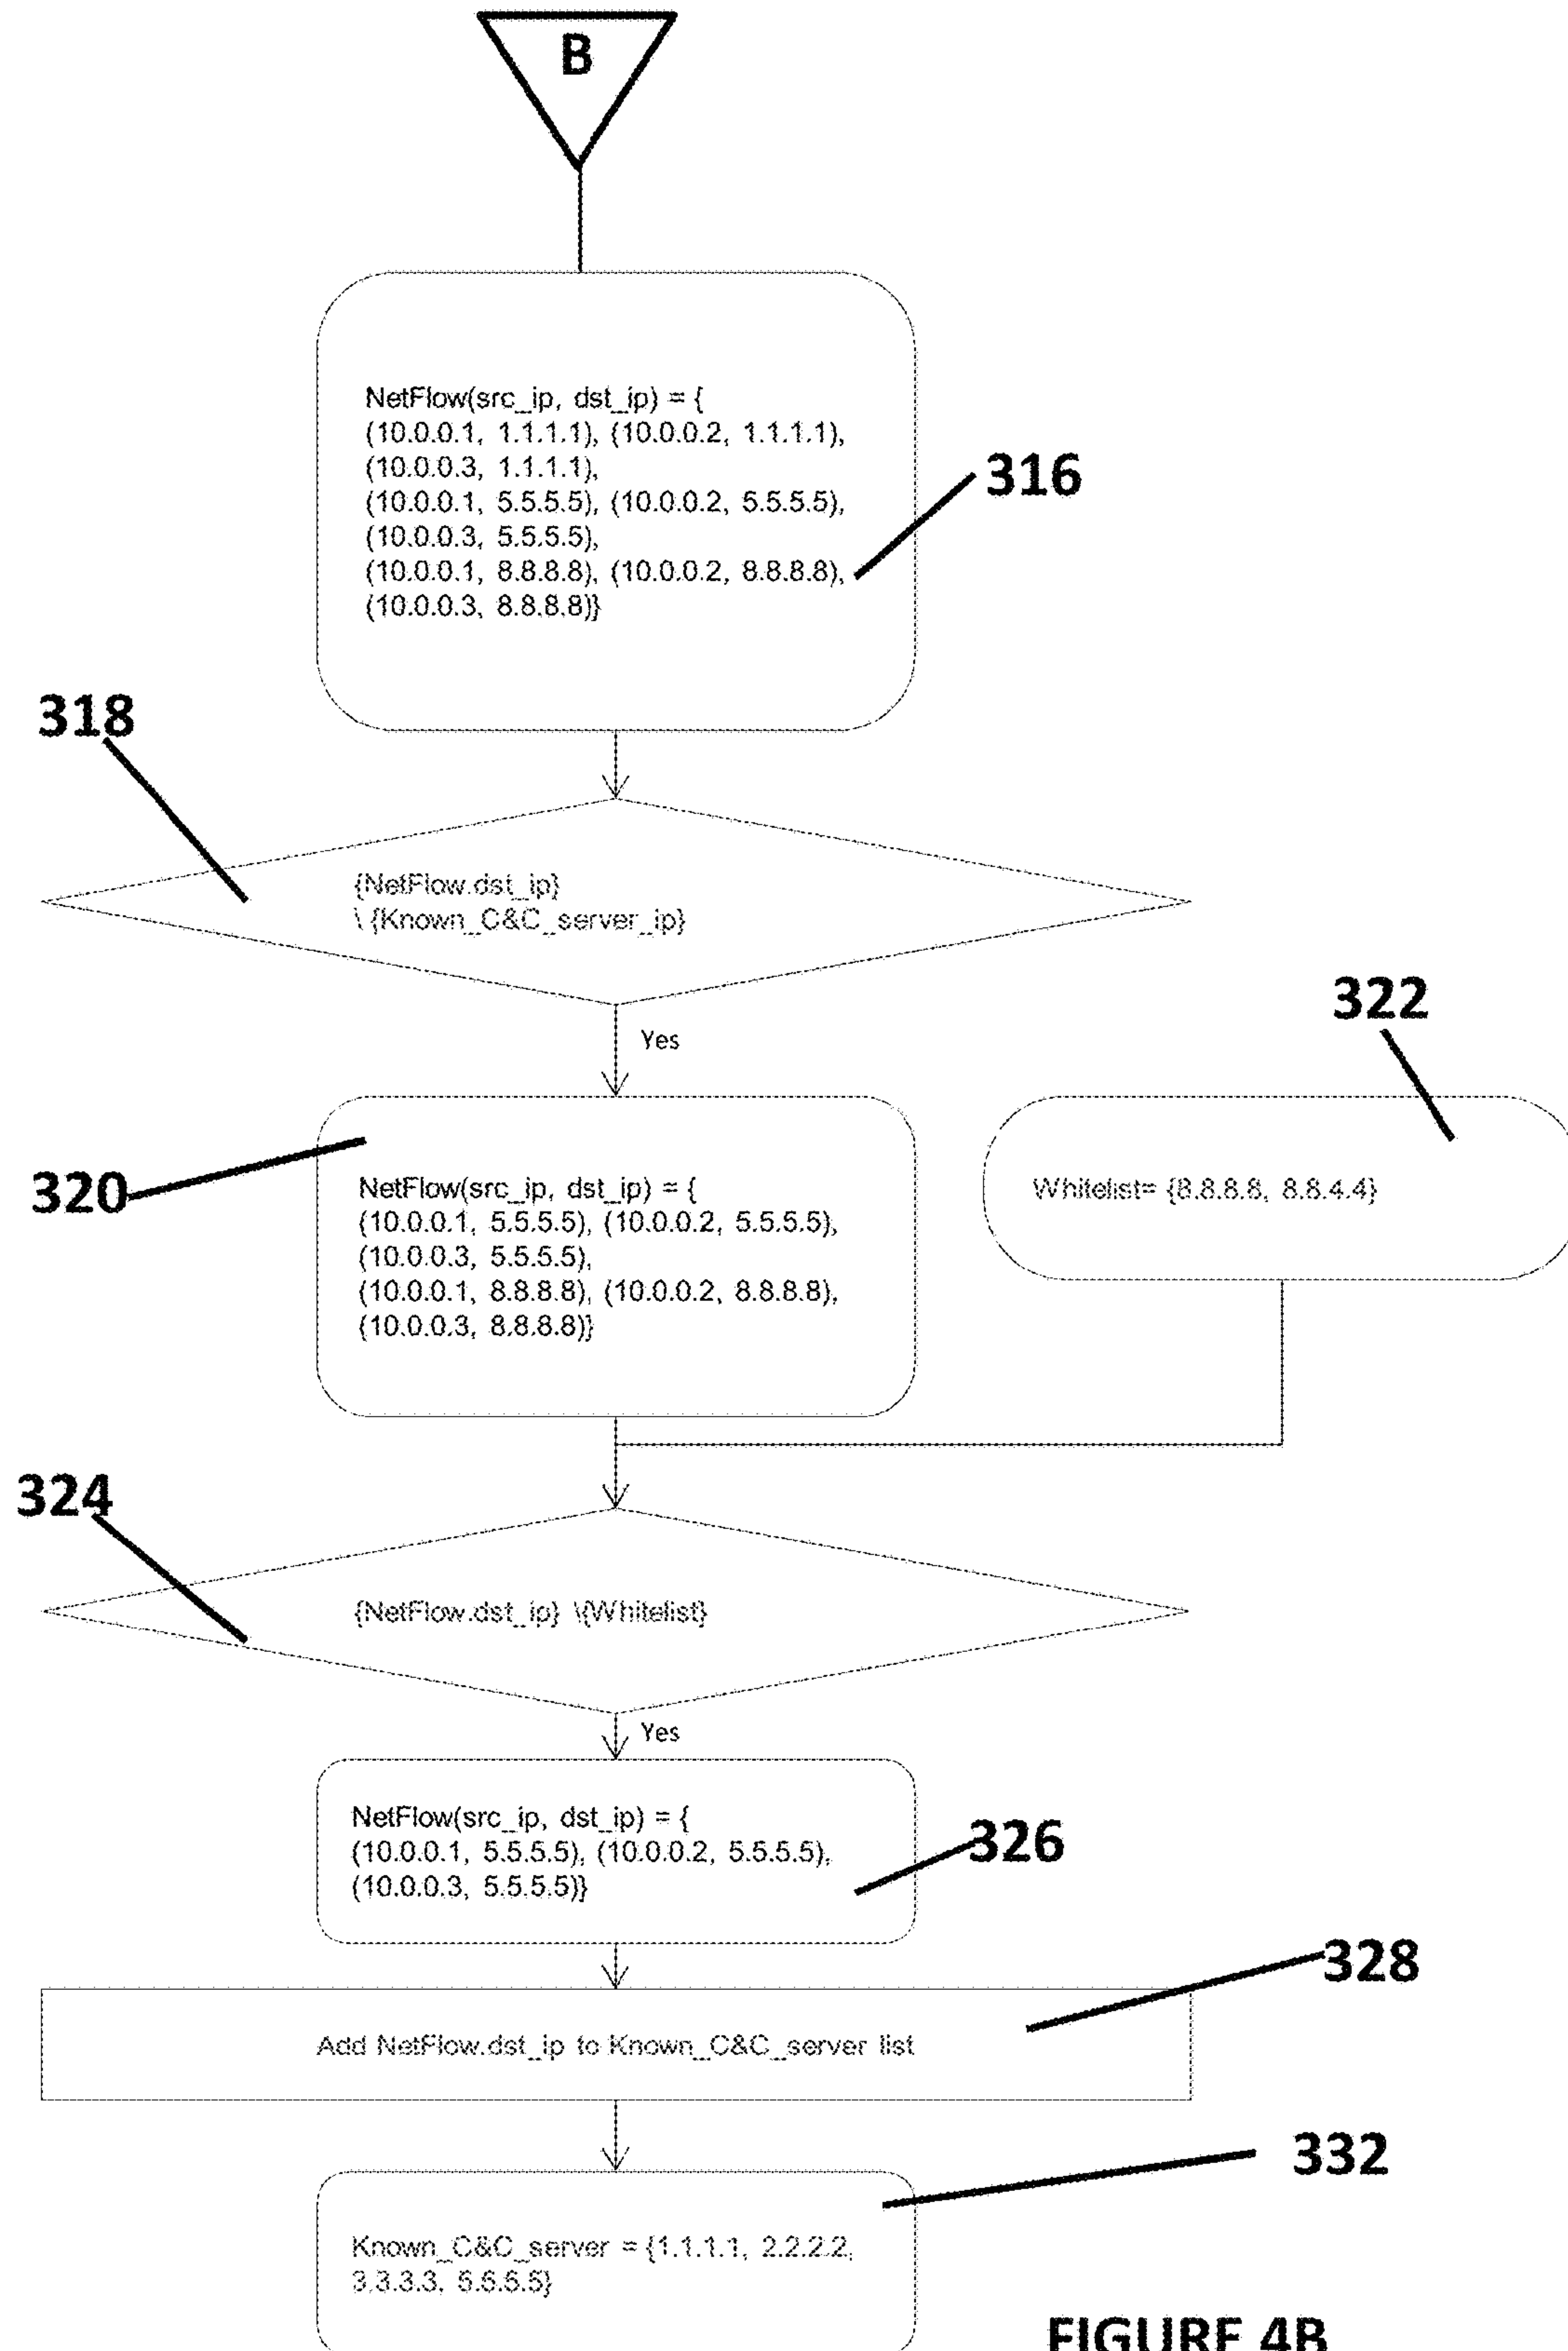 B
NetFlow(src_ip, dst_ip) = {
(10.0.0.1, 1.1.1.1), (10.0.0.2, 1.1.1.1),
(10.0.0.3, 1.1.1.1),
(10.0.0.1, 5.5.5.5), (10.0.0.2, 5.5.5.5),
(10.0.0.3, 5.5.5.5),
(10.0.0.1, 8.8.8.8), (10.0.0.2, 8.8.8.8),
(10.0.0.3, 8.8.8.8)}
316
318
{NetFlow.dst_ip}
\ {Known_C&C_server_ip}
Yes
322
320
NetFlow(src_ip, dst_ip) = {
(10.0.0.1, 5.5.5.5), (10.0.0.2, 5.5.5.5),
(10.0.0.3, 5.5.5.5),
(10.0.0.1, 8.8.8.8), (10.0.0.2, 8.8.8.8),
(10.0.0.3, 8.8.8.8)}
Whitelist= {8.8.8.8, 8.8.4.4}
324
{NetFlow.dst_ip} \{Whitelist}
Yes
NetFlow(src_ip, dst_ip) = {
(10.0.0.1, 5.5.5.5), (10.0.0.2, 5.5.5.5),
(10.0.0.3, 5.5.5.5)}
326
328
Add NetFlow.dst_ip to Known_C&C_server list
332
Known_C&C_server = {1.1.1.1, 2.2.2.2,
3.3.3.3, 5.5.5.5}
FIGURE 4B